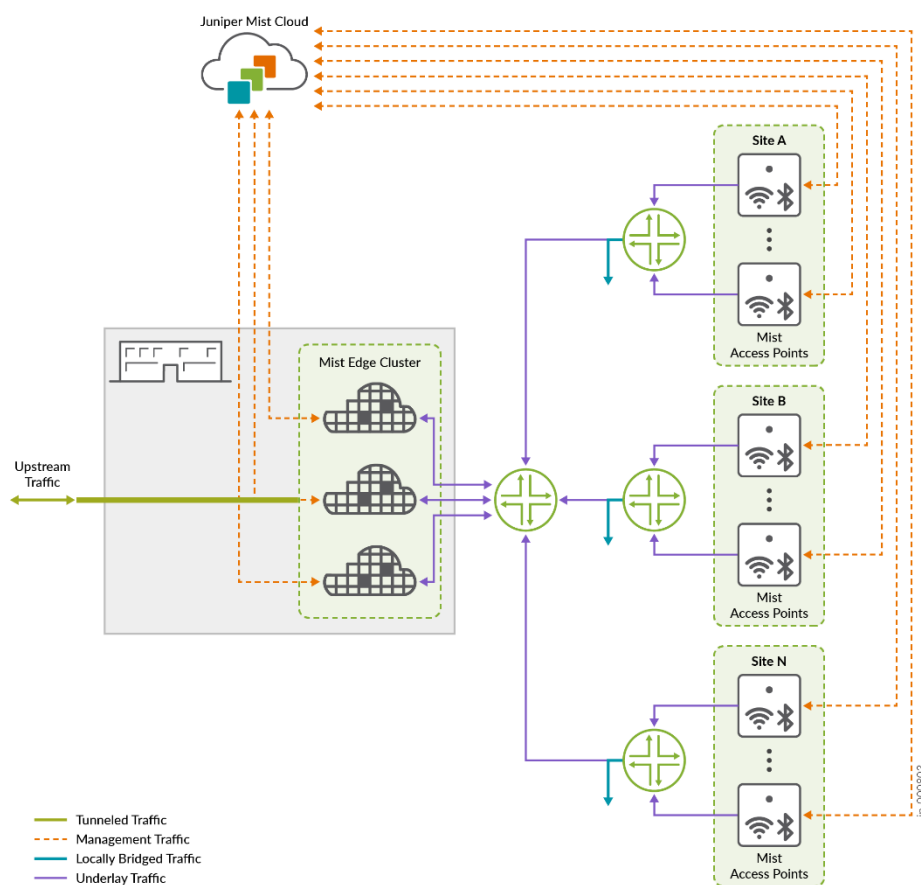 Juniper Mist Cloud
Site A
Mist
Access Points
Mist Edge Cluster
Site B
Upstream
Traffic
Mist
Access Points
Site N
Mist
Access Points
Tunneled Traffic
Management Traffic
Locally Bridged Traffic
Underlay Traffic